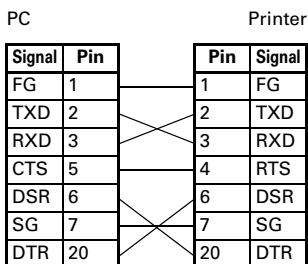 PC Printer
Signal Pin Pin Signal
FG 1 1 FG
TXD 2 2 TXD
RXD 3 3 RXD
CTS 5 4 RTS
DSR 6 6 DSR
SG 7 7 SG
DTR 20 20 DTR